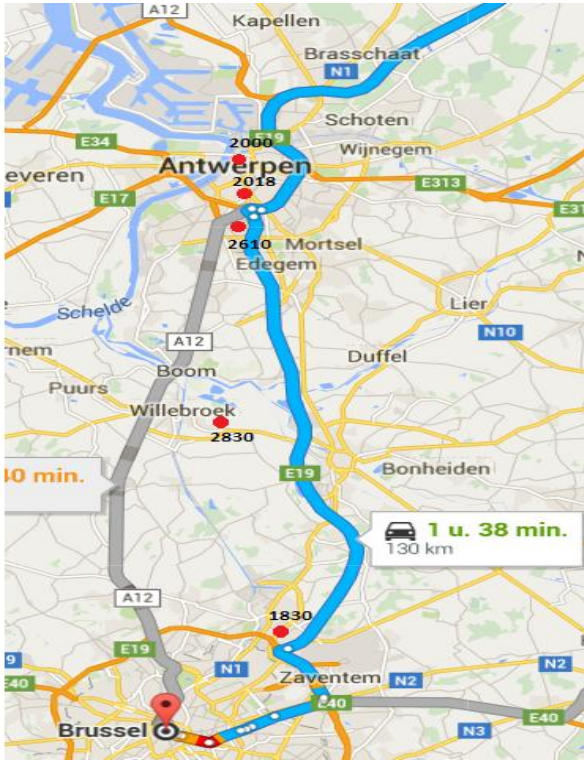 A12
Kapellen
Brasschaat
N1
Schoten
E19
2000
E34
Wijnegem
Antwerpen
everen
2018
E313
E17
E31
2610
Mortsel
N
Edegem
Schelde
Lier
N10
A12
rnem
Duffel
Boom
Puurs
Willebroek
2830
E19
Bonheiden
40 min.
1 u. 38 min.
130 km
A12
1830
E19
9
N1
N2
Zaventem
E40
N2
E40
Brussel
E40
N3